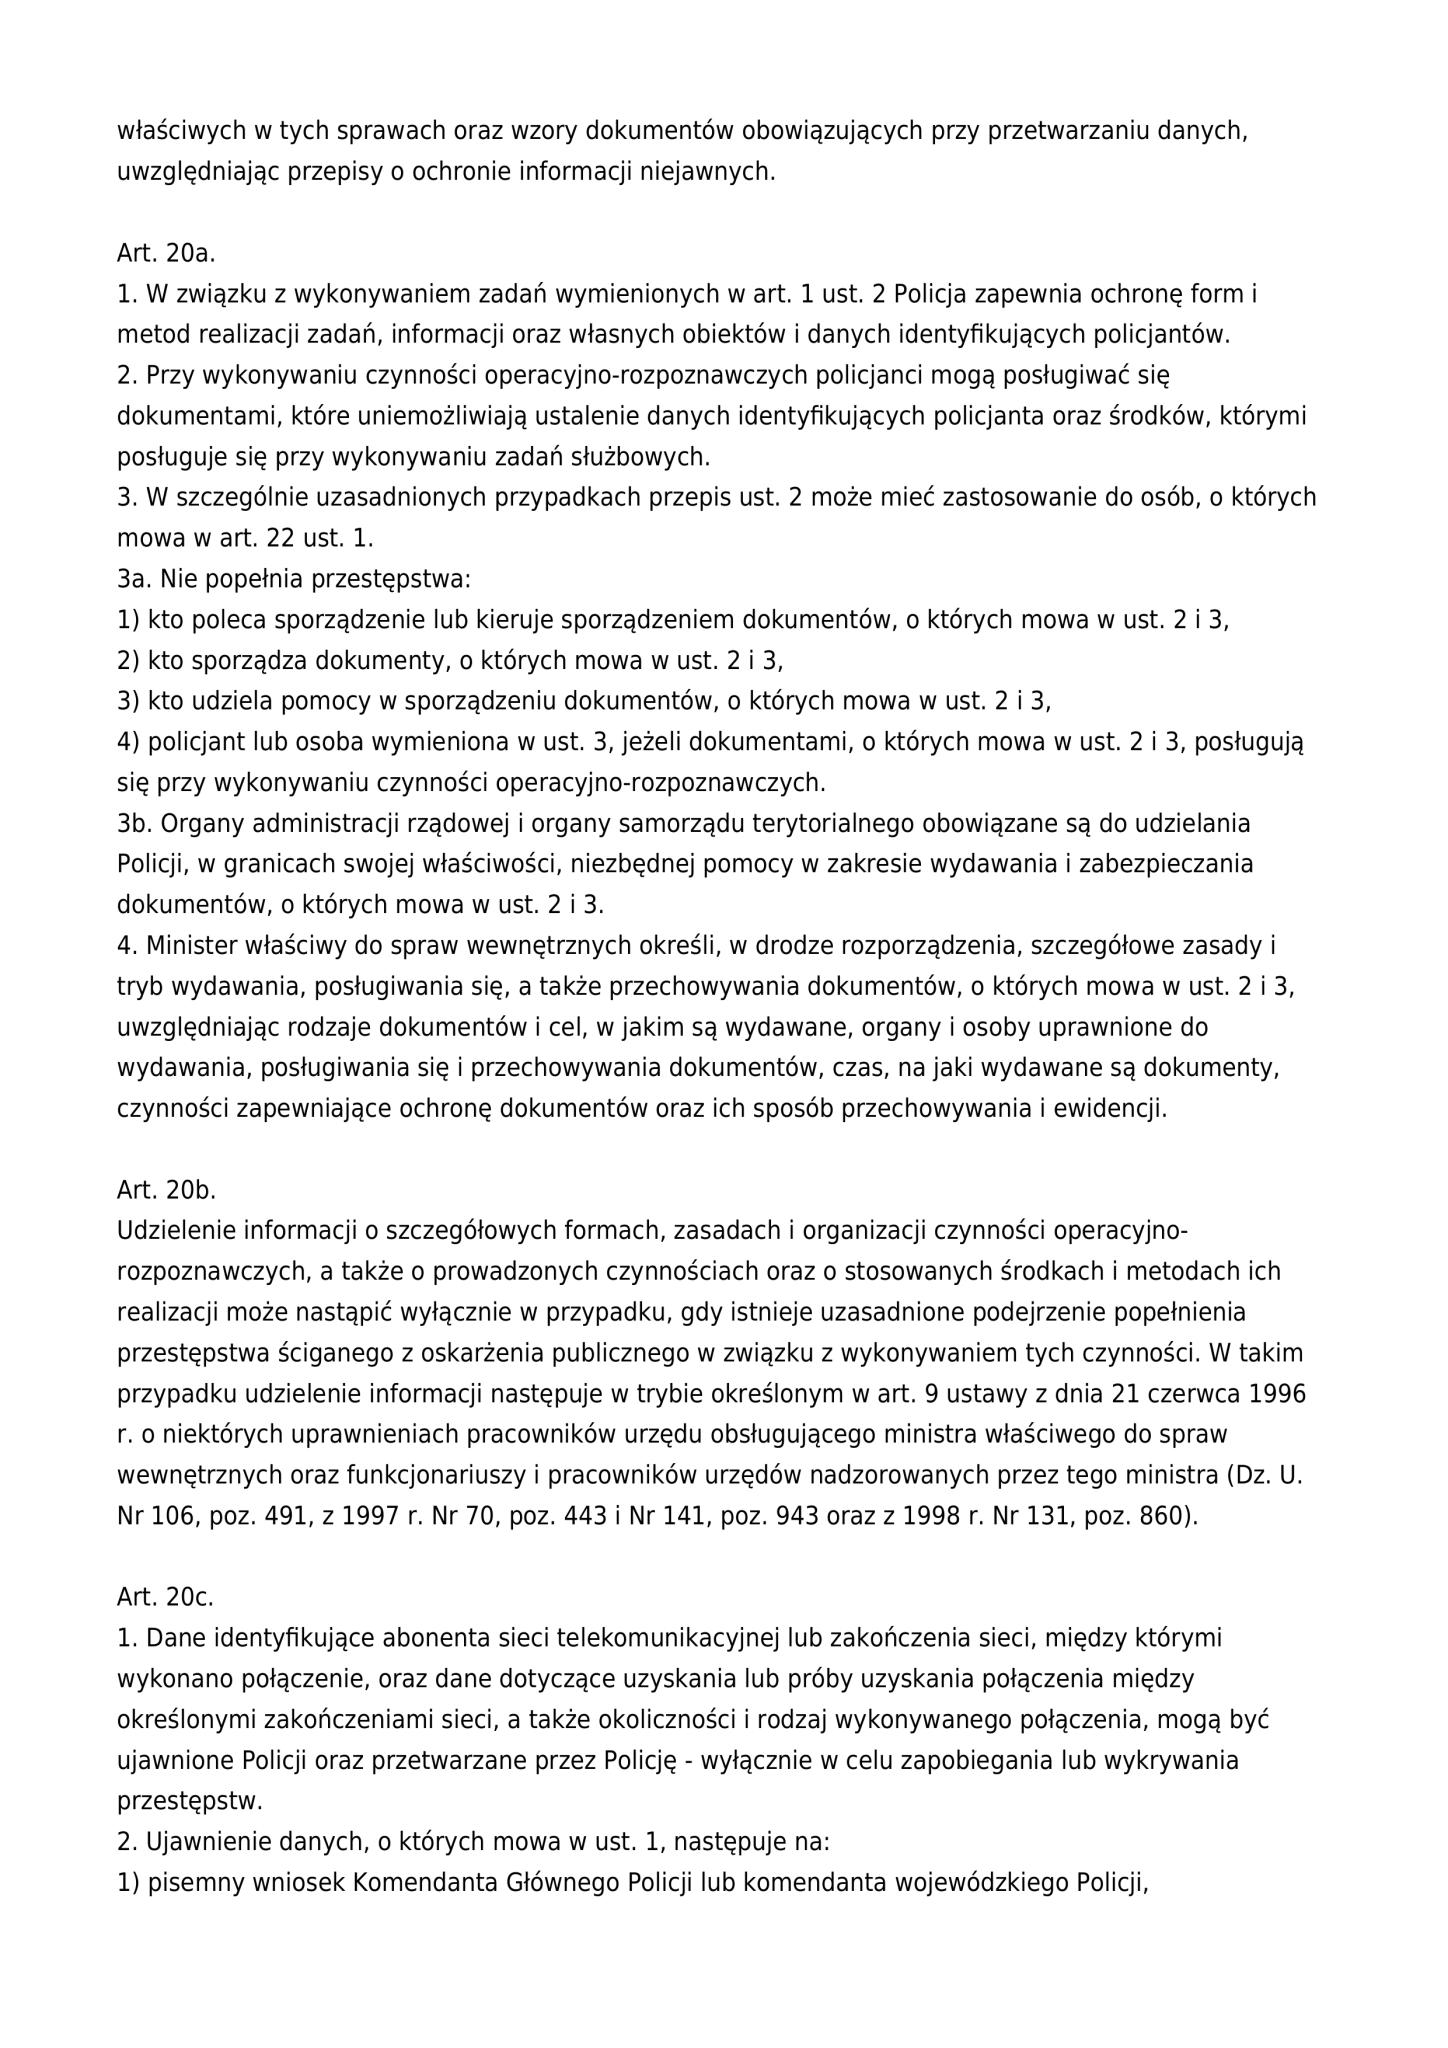 właściwych w tych sprawach oraz wzory dokumentów obowiązujących przy przetwarzaniu danych,
uwzględniając przepisy o ochronie informacji niejawnych.
Art. 20a.
1. W związku z wykonywaniem zadań wymienionych w art. 1 ust. 2 Policja zapewnia ochronę form i
metod realizacji zadań, informacji oraz własnych obiektów i danych identyfikujących policjantów.
2. Przy wykonywaniu czynności operacyjno-rozpoznawczych policjanci mogą posługiwać się
dokumentami, które uniemożliwiają ustalenie danych identyfikujących policjanta oraz środków, którymi
posługuje się przy wykonywaniu zadań służbowych.
3. W szczególnie uzasadnionych przypadkach przepis ust. 2 może mieć zastosowanie do osób, o których
mowa w art. 22 ust. 1.
3a. Nie popełnia przestępstwa:
1) kto poleca sporządzenie lub kieruje sporządzeniem dokumentów, o których mowa w ust. 2 i 3,
2) kto sporządza dokumenty, o których mowa w ust. 2 i 3,
3) kto udziela pomocy w sporządzeniu dokumentów, o których mowa w ust. 2 i 3,
4) policjant lub osoba wymieniona w ust. 3, jeżeli dokumentami, o których mowa w ust. 2 i 3, posługują
się przy wykonywaniu czynności operacyjno-rozpoznawczych.
3b. Organy administracji rządowej i organy samorządu terytorialnego obowiązane są do udzielania
Policji, w granicach swojej właściwości, niezbędnej pomocy w zakresie wydawania i zabezpieczania
dokumentów, o których mowa w ust. 2 i 3.
4. Minister właściwy do spraw wewnętrznych określi, w drodze rozporządzenia, szczegółowe zasady i
tryb wydawania, posługiwania się, a także przechowywania dokumentów, o których mowa w ust. 2 i 3,
uwzględniając rodzaje dokumentów i cel, w jakim są wydawane, organy i osoby uprawnione do
wydawania, posługiwania się i przechowywania dokumentów, czas, na jaki wydawane są dokumenty,
czynności zapewniające ochronę dokumentów oraz ich sposób przechowywania i ewidencji.
Art. 20b.
Udzielenie informacji o szczegółowych formach, zasadach i organizacji czynności operacyjno-
rozpoznawczych, a także o prowadzonych czynnościach oraz o stosowanych środkach i metodach ich
realizacji może nastąpić wyłącznie w przypadku, gdy istnieje uzasadnione podejrzenie popełnienia
przestępstwa ściganego z oskarżenia publicznego w związku z wykonywaniem tych czynności. W takim
przypadku udzielenie informacji następuje w trybie określonym w art. 9 ustawy z dnia 21 czerwca 1996
r. o niektórych uprawnieniach pracowników urzędu obsługującego ministra właściwego do spraw
wewnętrznych oraz funkcjonariuszy i pracowników urzędów nadzorowanych przez tego ministra (Dz. U.
Nr 106, poz. 491, z 1997 r. Nr 70, poz. 443 i Nr 141, poz. 943 oraz z 1998 r. Nr 131, poz. 860).
Art. 20c.
1. Dane identyfikujące abonenta sieci telekomunikacyjnej lub zakończenia sieci, między którymi
wykonano połączenie, oraz dane dotyczące uzyskania lub próby uzyskania połączenia między
określonymi zakończeniami sieci, a także okoliczności i rodzaj wykonywanego połączenia, mogą być
ujawnione Policji oraz przetwarzane przez Policję - wyłącznie w celu zapobiegania lub wykrywania
przestępstw.
2. Ujawnienie danych, o których mowa w ust. 1, następuje na:
1) pisemny wniosek Komendanta Głównego Policji lub komendanta wojewódzkiego Policji,